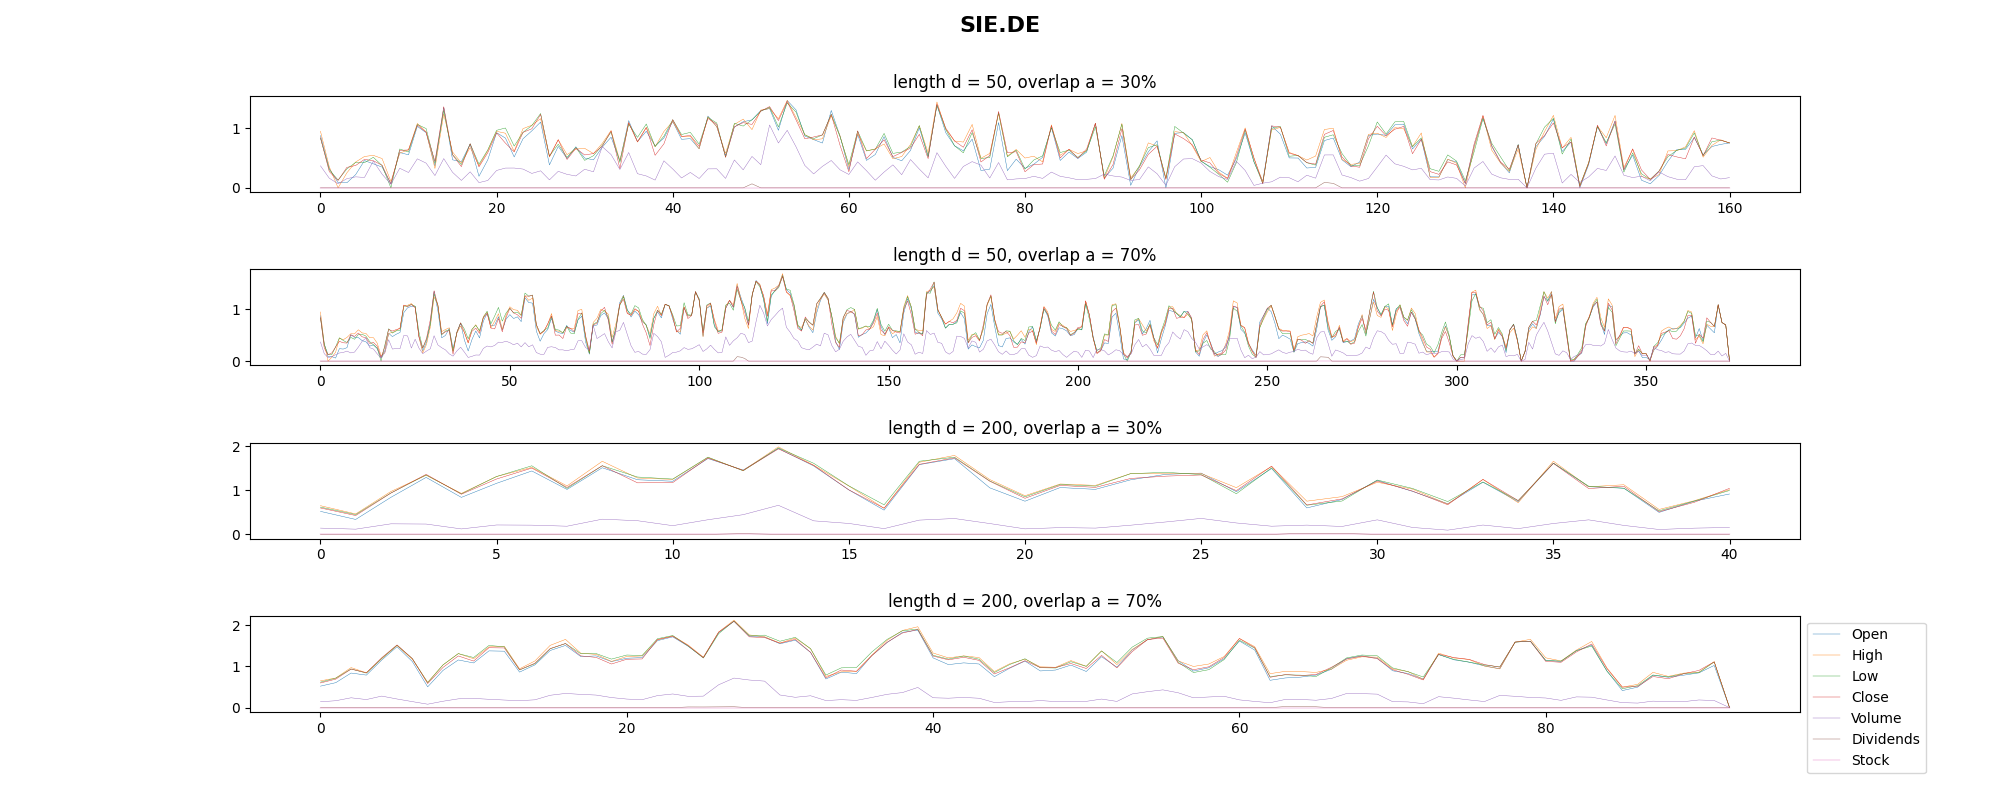 SIE.DE
length d = 50, overlap a = 30%
1
0
0 20 40 60 80 100 120 140 160
length d = 50, overlap a = 70%
1
0
0 50 100 150 200 250 300 350
length d = 200, overlap a = 30%
2
1
0
0 5 10 15 20 25 30 35 40
length d = 200, overlap a = 70%
2
1
0
0 20 40 60 80
Open
High
Low
Close
Volume
Dividends
Stock